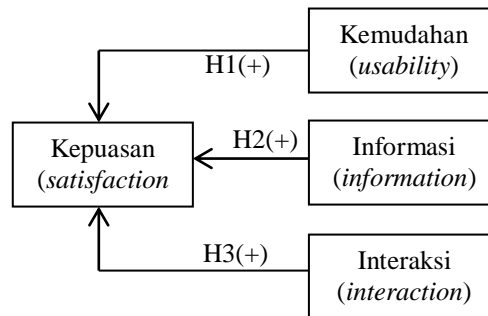 Kemudahan
(usability)
H1(+)
Kepuasan
(satisfaction
H2(+)
Informasi
(information)
H3(+)
Interaksi
(interaction)